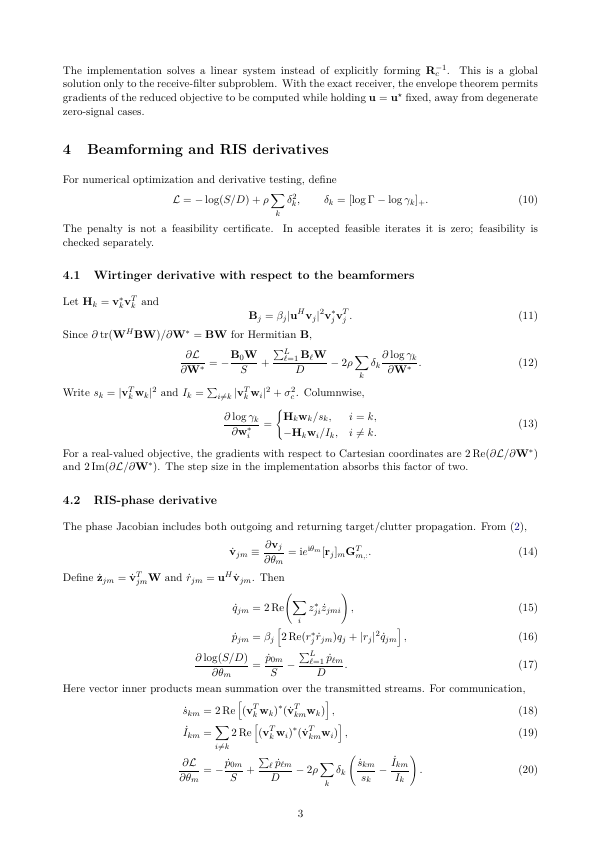 The implementation solves a linear system instead of explicitly forming R_c^{-1}. This is a global
solution only to the receive-filter subproblem. With the exact receiver, the envelope theorem permits
gradients of the reduced objective to be computed while holding u = u⋆ fixed, away from degenerate
zero-signal cases.
4 Beamforming and RIS derivatives
For numerical optimization and derivative testing, define
L = − log(S/D) + ρ ∑_k δ_k^2, δ_k = [log Γ − log γ_k]_+. (10)
The penalty is not a feasibility certificate. In accepted feasible iterates it is zero; feasibility is
checked separately.
4.1 Wirtinger derivative with respect to the beamformers
Let H_k = v_k^* v_k^T and
B_j = β_j |u^H v_j|^2 v_j^* v_j^T. (11)
Since ∂ tr(W^H BW)/∂W^* = BW for Hermitian B,
∂L/∂W^* = − B_0W/S + ∑_{ℓ=1}^L B_ℓW / D − 2ρ ∑_k δ_k ∂ log γ_k/∂W^*. (12)
Write s_k = |v_k^T w_k|^2 and I_k = ∑_{i≠k} |v_k^T w_i|^2 + σ_c^2. Columnwise,
∂ log γ_k/∂w_i^* = { H_k w_k/s_k, i = k, −H_k w_i/I_k, i ≠ k. (13)
For a real-valued objective, the gradients with respect to Cartesian coordinates are 2 Re(∂L/∂W^*)
and 2 Im(∂L/∂W^*). The step size in the implementation absorbs this factor of two.
4.2 RIS-phase derivative
The phase Jacobian includes both outgoing and returning target/clutter propagation. From (2),
v̇_{jm} ≡ ∂v_j/∂θ_m = ie^{iθ_m} [r_j]_m G_{m,:}^T. (14)
Define ż_{jm} = v̇_{jm}^T W and ṙ_{jm} = u^H v̇_{jm}. Then
q̇_{jm} = 2 Re( ∑_i z_{ji}^* ż_{jmi} ), (15)
ṗ_{jm} = β_j [ 2 Re(r_j^* ṙ_{jm}) q_j + |r_j|^2 q̇_{jm} ], (16)
∂ log(S/D)/∂θ_m = ṗ_{0m}/S − ∑_{ℓ=1}^L ṗ_{ℓm} / D. (17)
Here vector inner products mean summation over the transmitted streams. For communication,
ṡ_{km} = 2 Re [ (v_k^T w_k)^* (v̇_{km}^T w_k) ], (18)
İ_{km} = ∑_{i≠k} 2 Re [ (v_k^T w_i)^* (v̇_{km}^T w_i) ], (19)
∂L/∂θ_m = − ṗ_{0m}/S + ∑_ℓ ṗ_{ℓm} / D − 2ρ ∑_k δ_k ( ṡ_{km}/s_k − İ_{km}/I_k ). (20)
3